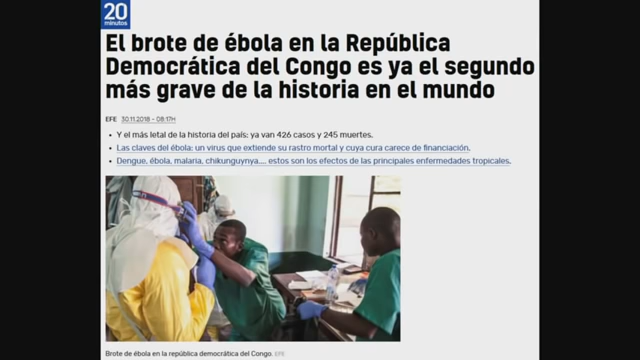 20
minutos
El brote de ébola en la República
Democrática del Congo es ya el segundo
más grave de la historia en el mundo
EFE 30.11.2018 - 08:17H
Y el más letal de la historia del país: ya van 426 casos y 245 muertes.
Las claves del ébola: un virus que extiende su rastro mortal y cuya cura carece de financiación.
Dengue, ébola, malaria, chikunguynya..., estos son los efectos de las principales enfermedades tropicales.
Brote de ébola en la república democrática del Congo. EFE